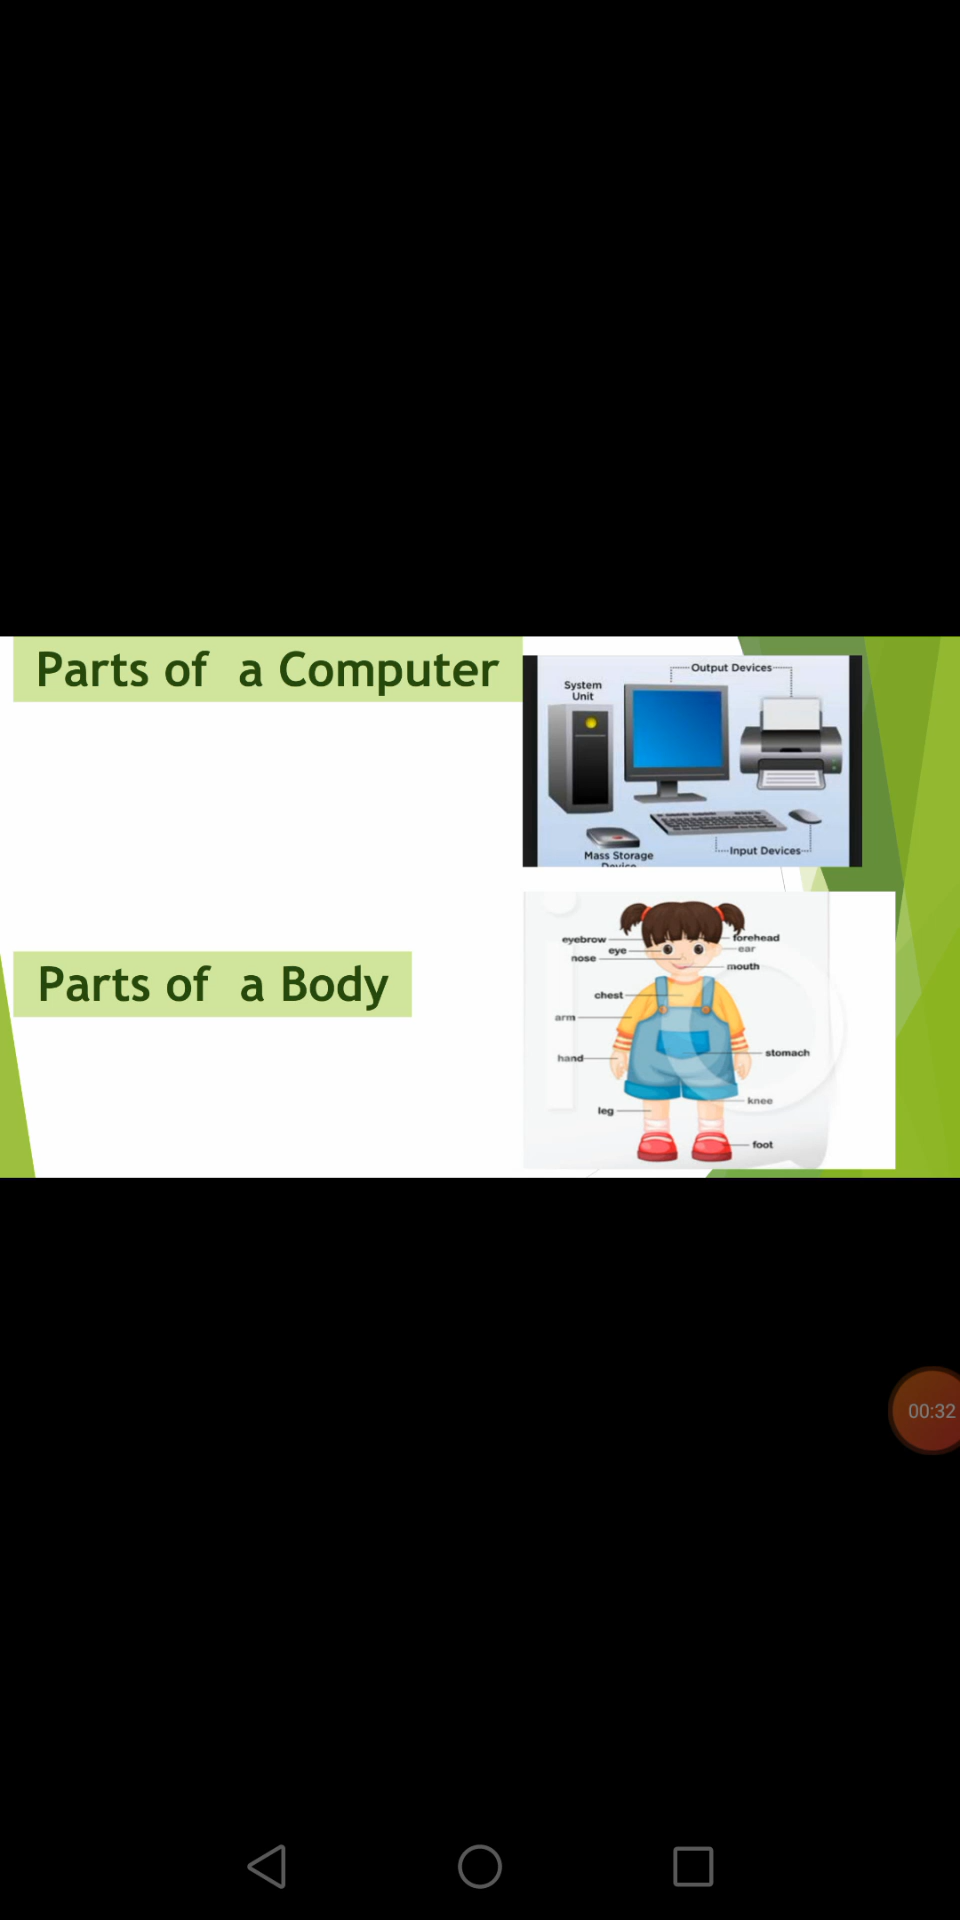 Parts of  a Computer
Output Devices
System
Unit
Input Devices
Mass Storage
Device
Parts of  a Body
eyebrow
forehead
eye
ear
nose
mouth
chest
arm
hand
stomach
knee
leg
foot
00:32